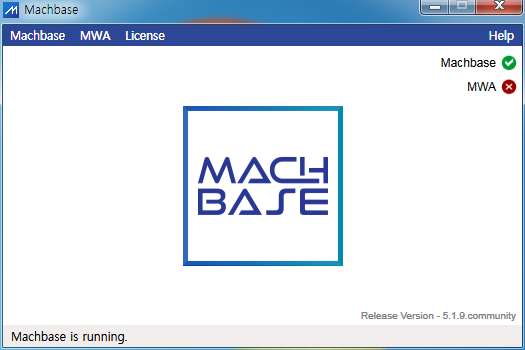 Machbase
Machbase MWA License Help
Machbase
MWA
MACH
BASE
Release Version - 5.1.9.community
Machbase is running.